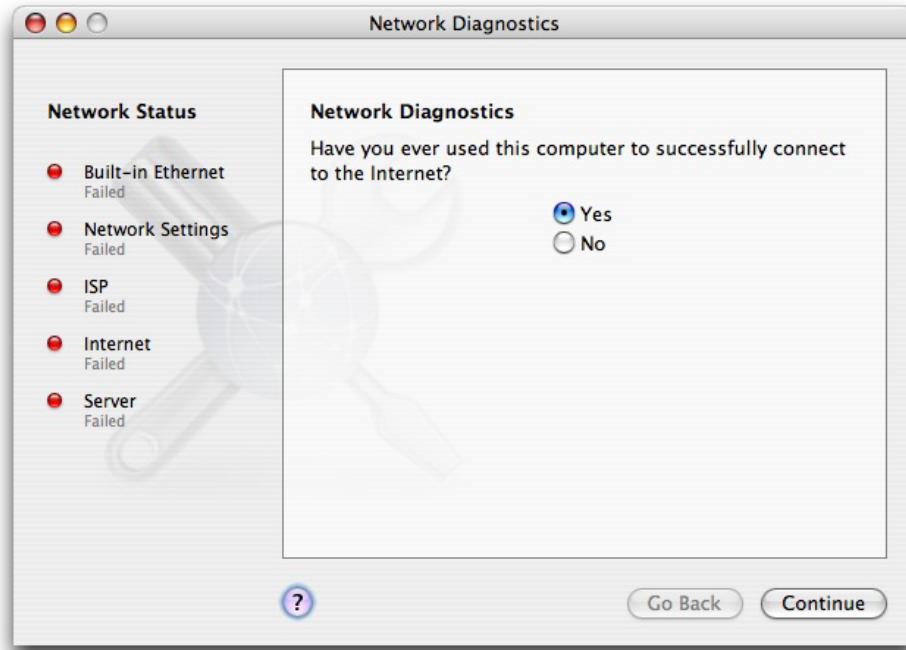 Network Diagnostics
Network Status
Built-in Ethernet
Failed
Network Settings
Failed
ISP
Failed
Internet
Failed
Server
Failed
Network Diagnostics
Have you ever used this computer to successfully connect
to the Internet?
Yes
No
?
Go Back
Continue